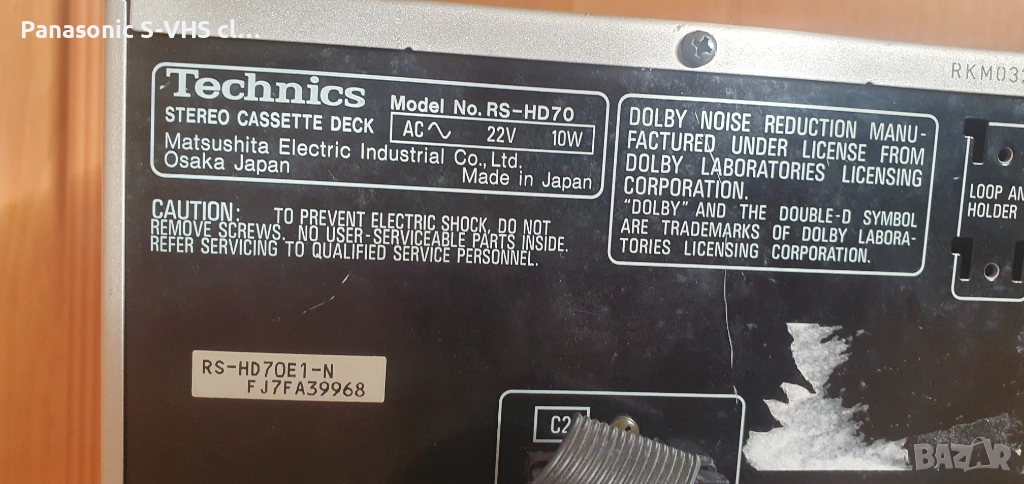 Panasonic S-VHS cl...
RKM03
Technics
STEREO CASSETTE DECK
Model No. RS-HD70
AC 22V 10W
Matsushita Electric Industrial Co., Ltd.
Osaka Japan
Made in Japan
DOLBY NOISE REDUCTION MANU-
FACTURED UNDER LICENSE FROM
DOLBY LABORATORIES LICENSING
CORPORATION.
"DOLBY" AND THE DOUBLE-D SYMBOL
ARE TRADEMARKS OF DOLBY LABORA-
TORIES LICENSING CORPORATION.
LOOP AN
HOLDER
CAUTION: TO PREVENT ELECTRIC SHOCK, DO NOT
REMOVE SCREWS. NO USER-SERVICEABLE PARTS INSIDE.
REFER SERVICING TO QUALIFIED SERVICE PERSONNEL.
RS-HD70E1-N
FJ7FA39968
C2
BAZAR